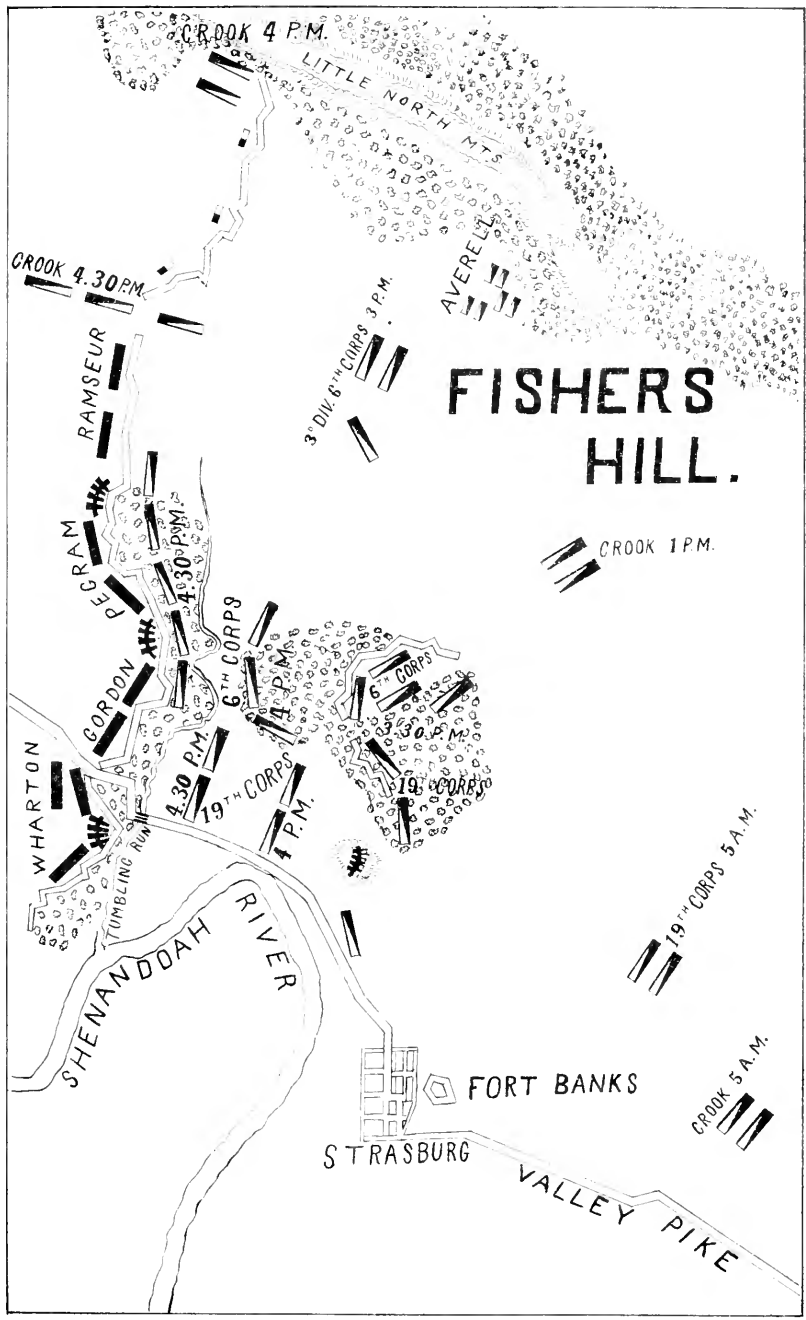 CROOK 4 P.M.
LITTLE NORTH MTS
CROOK 4.30 P.M.
AVERELL
3D DIV. 6TH CORPS 3 P.M.
RAMSEUR
FISHERS
HILL.
PEGRAM
4.30 P.M.
CROOK 1 P.M.
6TH CORPS
4 P.M.
6TH CORPS
3.30 P.M.
19TH CORPS
GORDON
4.30 P.M.
19TH CORPS
4 P.M.
WHARTON
TUMBLING RUN
SHENANDOAH RIVER
19TH CORPS 5 A.M.
CROOK 5 A.M.
FORT BANKS
STRASBURG
VALLEY PIKE